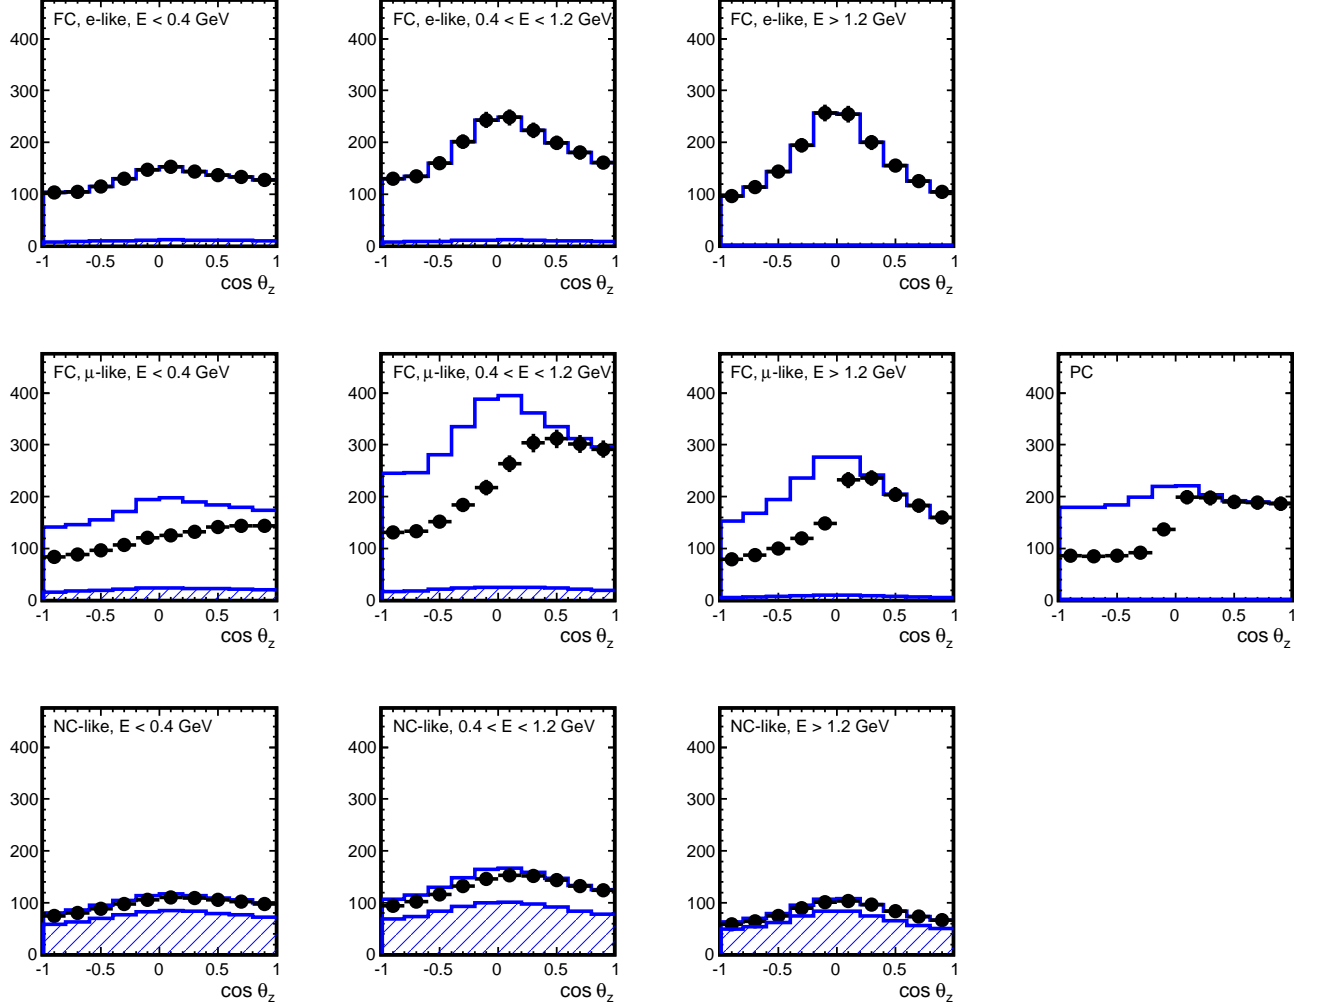 FC, e-like, E < 0.4 GeV
400
300
200
100
0
-1 -0.5 0 0.5 1
cos θz
FC, e-like, 0.4 < E < 1.2 GeV
400
300
200
100
0
-1 -0.5 0 0.5 1
cos θz
FC, e-like, E > 1.2 GeV
400
300
200
100
0
-1 -0.5 0 0.5 1
cos θz
FC, μ-like, E < 0.4 GeV
400
300
200
100
0
-1 -0.5 0 0.5 1
cos θz
FC, μ-like, 0.4 < E < 1.2 GeV
400
300
200
100
0
-1 -0.5 0 0.5 1
cos θz
FC, μ-like, E > 1.2 GeV
400
300
200
100
0
-1 -0.5 0 0.5 1
cos θz
PC
400
300
200
100
0
-1 -0.5 0 0.5 1
cos θz
NC-like, E < 0.4 GeV
400
300
200
100
0
-1 -0.5 0 0.5 1
cos θz
NC-like, 0.4 < E < 1.2 GeV
400
300
200
100
0
-1 -0.5 0 0.5 1
cos θz
NC-like, E > 1.2 GeV
400
300
200
100
0
-1 -0.5 0 0.5 1
cos θz